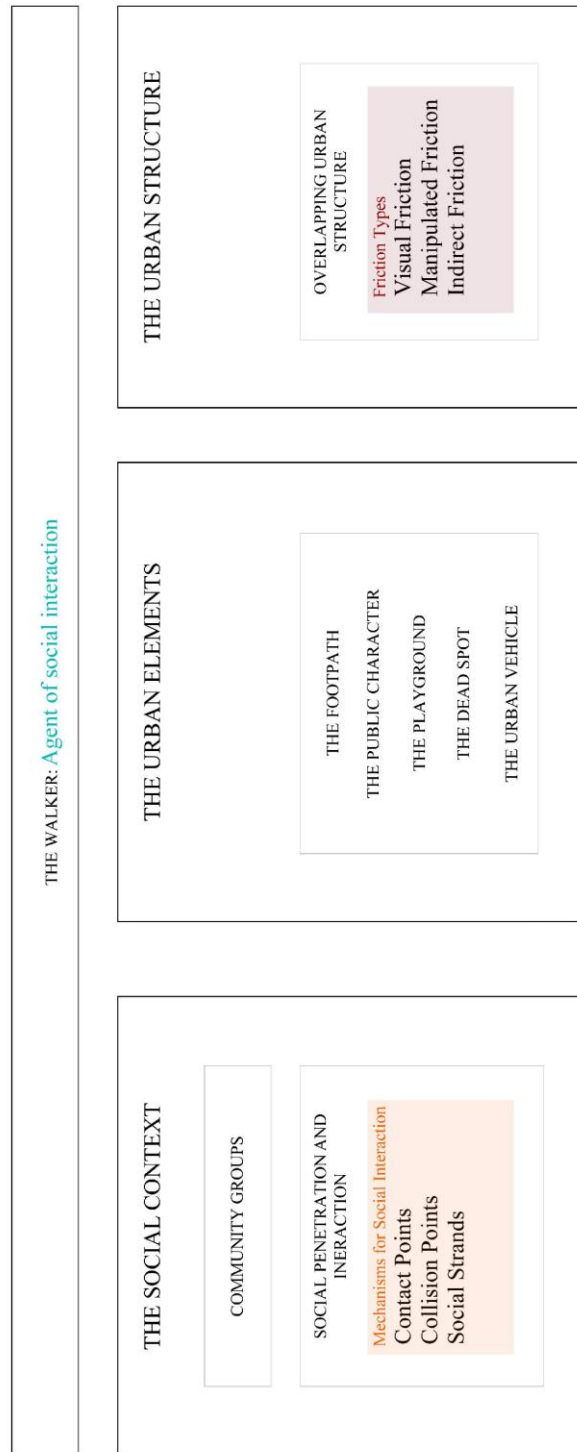 THE WALKER: Agent of social interaction
THE SOCIAL CONTEXT
COMMUNITY GROUPS
SOCIAL PENETRATION AND
INERACTION
Mechanisms for Social Interaction
Contact Points
Collision Points
Social Strands
THE URBAN ELEMENTS
THE FOOTPATH
THE PUBLIC CHARACTER
THE PLAYGROUND
THE DEAD SPOT
THE URBAN VEHICLE
THE URBAN STRUCTURE
OVERLAPPING URBAN
STRUCTURE
Friction Types
Visual Friction
Manipulated Friction
Indirect Friction